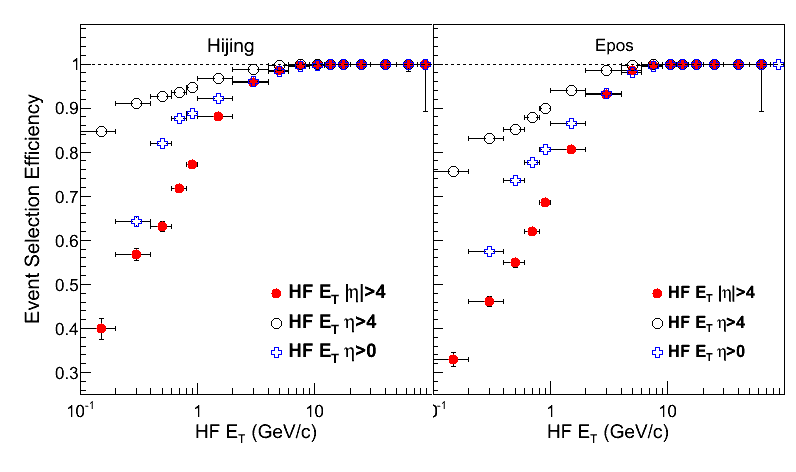 Hijing
Epos
Event Selection Efficiency
1
0.9
0.8
0.7
0.6
0.5
0.4
0.3
HF E_T |η|>4
HF E_T η>4
HF E_T η>0
HF E_T |η|>4
HF E_T η>4
HF E_T η>0
10^-1 1 10
)^-1 1 10
HF E_T (GeV/c)
HF E_T (GeV/c)